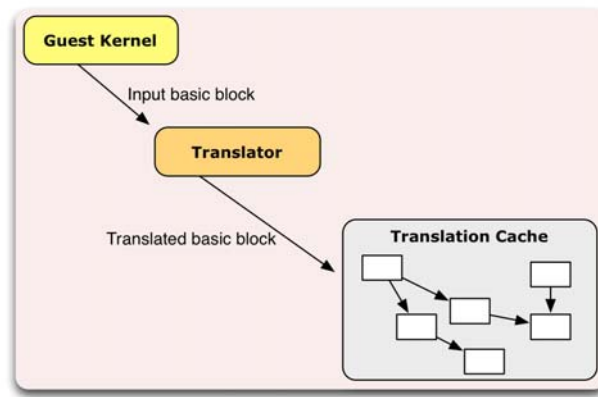 Guest Kernel
Input basic block
Translator
Translated basic block
Translation Cache